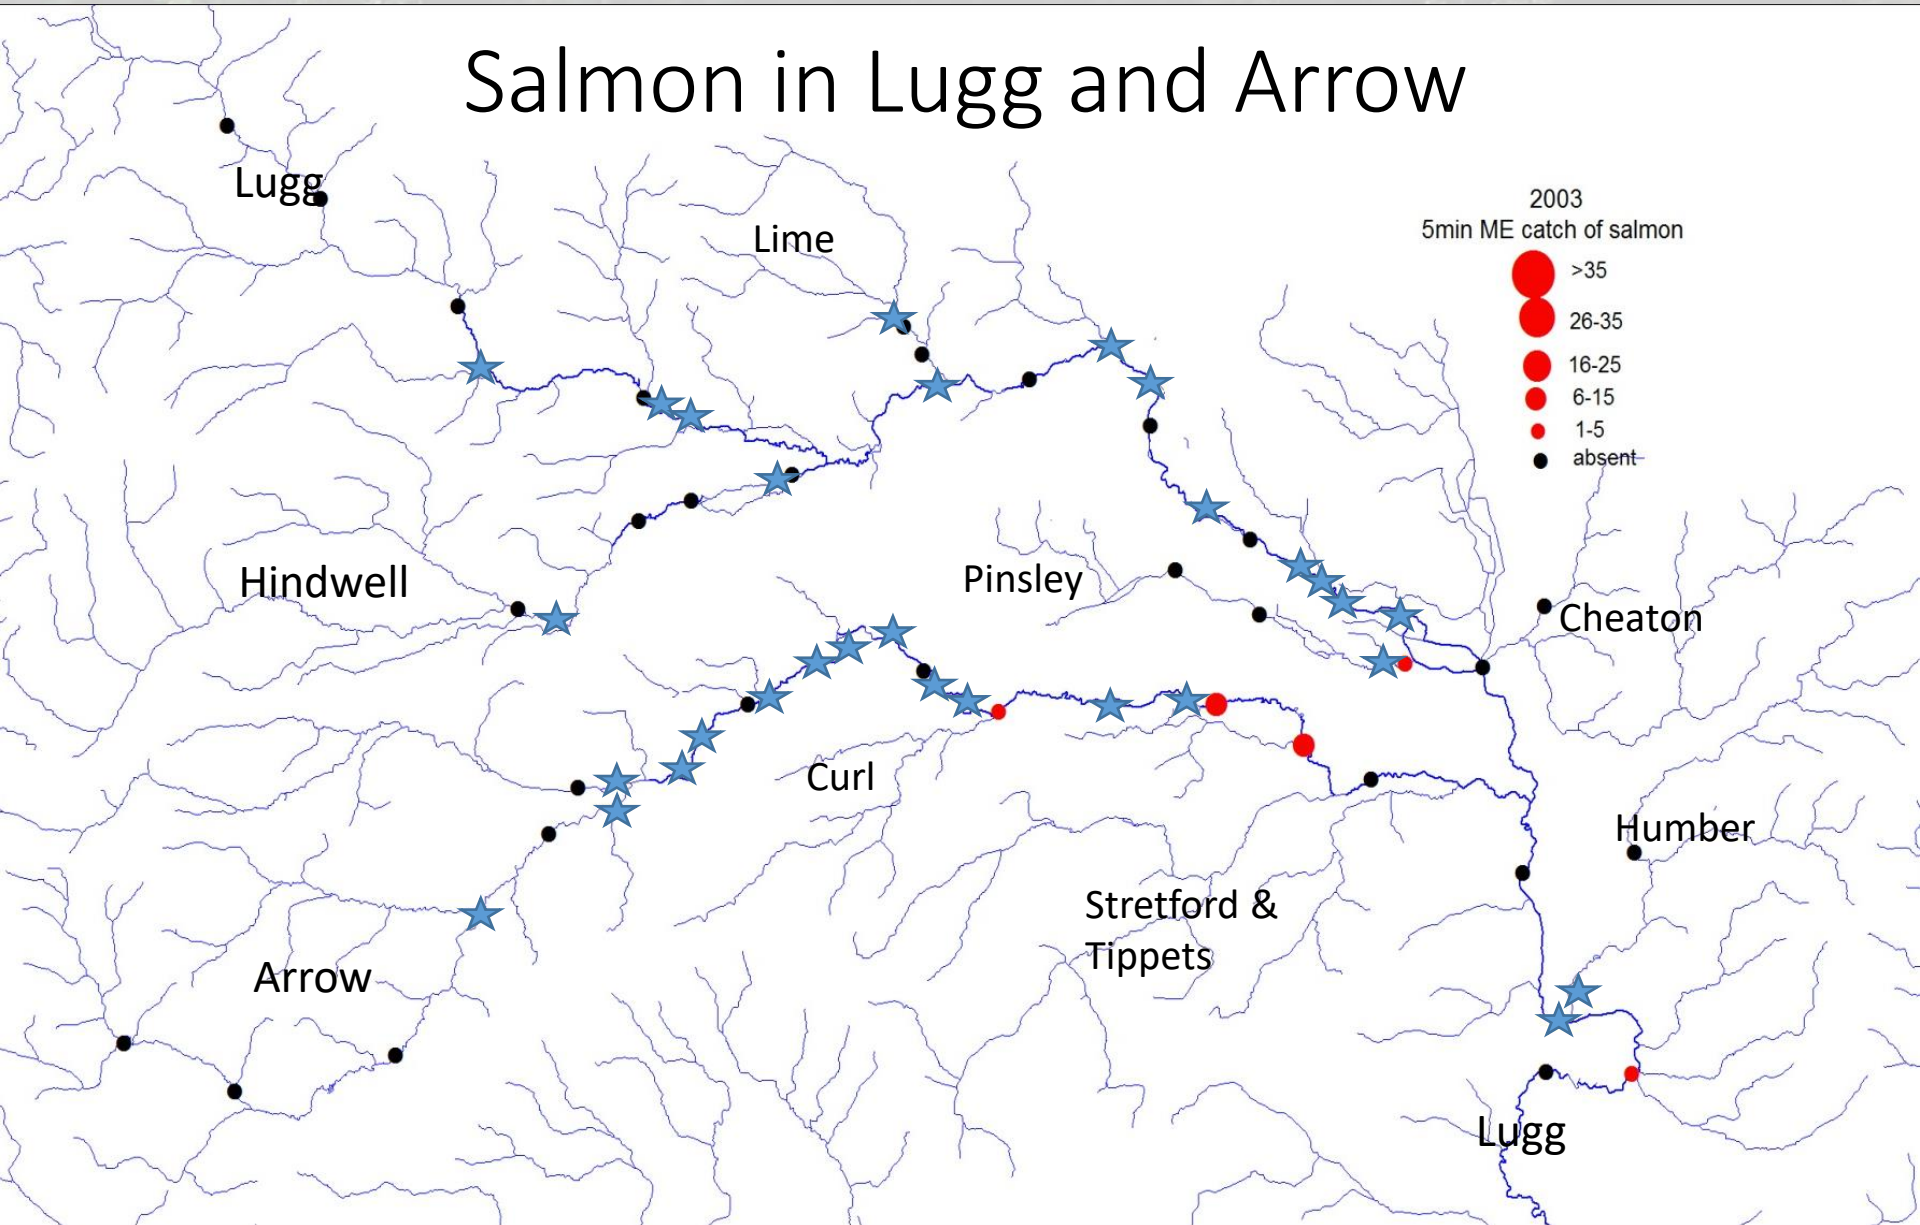 Salmon in Lugg and Arrow
Lugg
Lime
2003
5min ME catch of salmon
>35
26-35
16-25
6-15
1-5
absent
Hindwell
Pinsley
Cheaton
Curl
Humber
Stretford &
Tippets
Arrow
Lugg